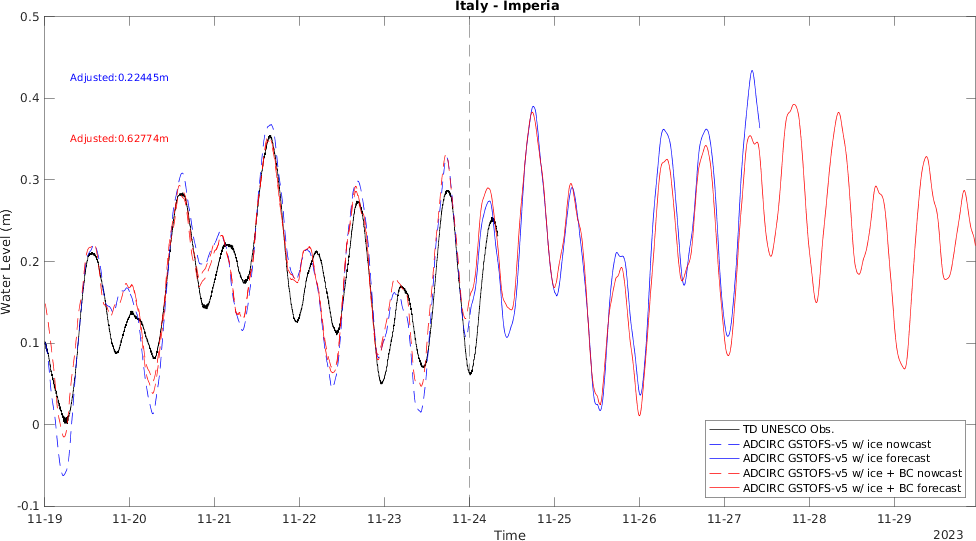 Italy - Imperia
Water Level (m)
0.5
0.4
0.3
0.2
0.1
0
-0.1
Adjusted:0.22445m
Adjusted:0.62774m
TD UNESCO Obs.
ADCIRC GSTOFS-v5 w/ ice nowcast
ADCIRC GSTOFS-v5 w/ ice forecast
ADCIRC GSTOFS-v5 w/ ice + BC nowcast
ADCIRC GSTOFS-v5 w/ ice + BC forecast
11-19 11-20 11-21 11-22 11-23 11-24 11-25 11-26 11-27 11-28 11-29
Time
2023